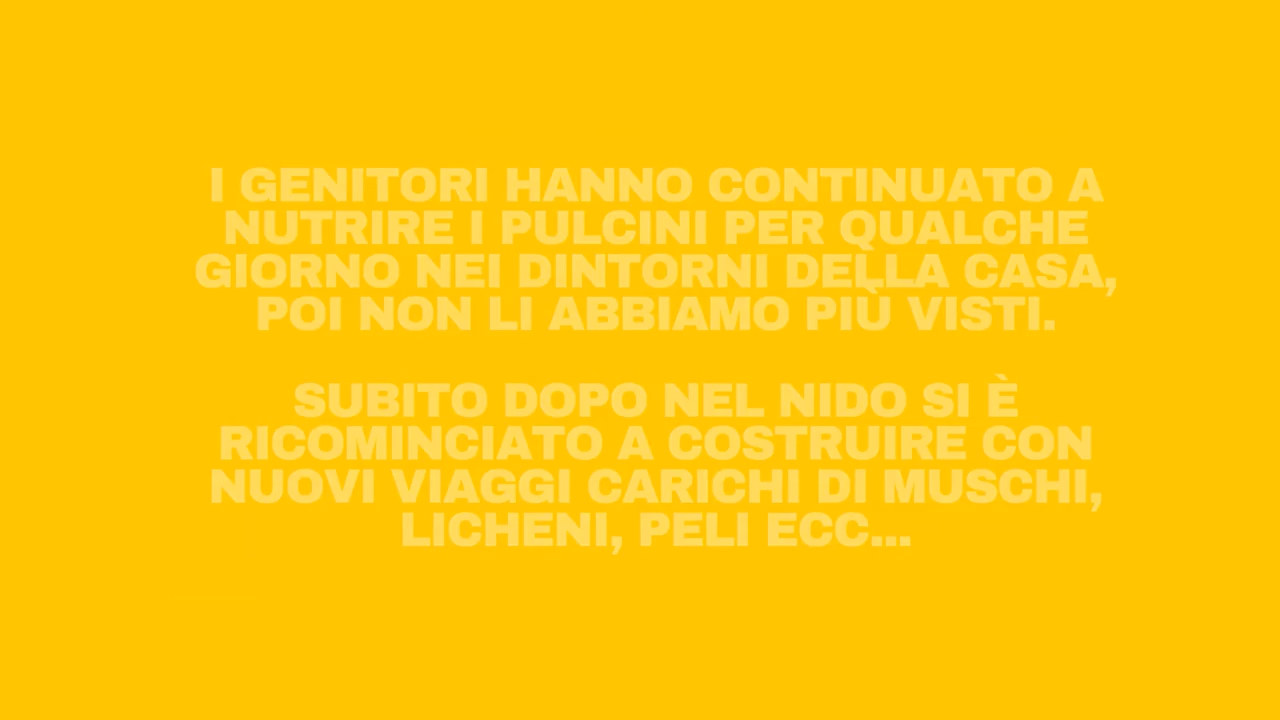 I GENITORI HANNO CONTINUATO A
NUTRIRE I PULCINI PER QUALCHE
GIORNO NEI DINTORNI DELLA CASA,
POI NON LI ABBIAMO PIÙ VISTI.
SUBITO DOPO NEL NIDO SI È
RICOMINCIATO A COSTRUIRE CON
NUOVI VIAGGI CARICHI DI MUSCHI,
LICHENI, PELI ECC...